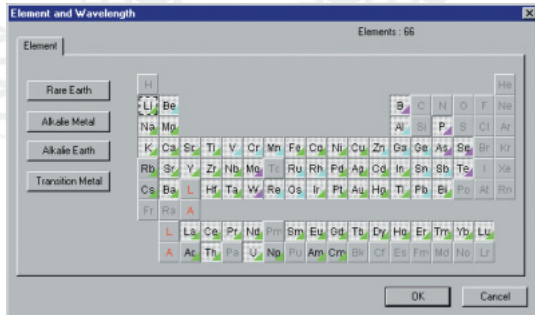 Element and Wavelength
Elements : 66
Element
Rare Earth
Alkalie Metal
Alkalie Earth
Transition Metal
H He
Li Be B C N O F Ne
Na Mg Al Si P S Cl Ar
K Ca Sc Ti V Cr Mn Fe Co Ni Cu Zn Ga Ge As Se Br Kr
Rb Sr Y Zr Nb Mo Tc Ru Rh Pd Ag Cd In Sn Sb Te I Xe
Cs Ba L Hf Ta W Re Os Ir Pt Au Hg Tl Pb Bi Po At Rn
Fr Ra A
L La Ce Pr Nd Pm Sm Eu Gd Tb Dy Ho Er Tm Yb Lu
A Ac Th Pa U Np Pu Am Cm Bk Cf Es Fm Md No Lr
OK Cancel